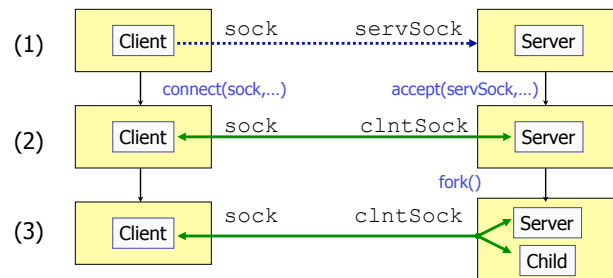 (1) Client sock servSock Server
connect(sock,...) accept(servSock,...)
(2) Client sock clntSock Server
fork()
(3) Client sock clntSock Server
Child